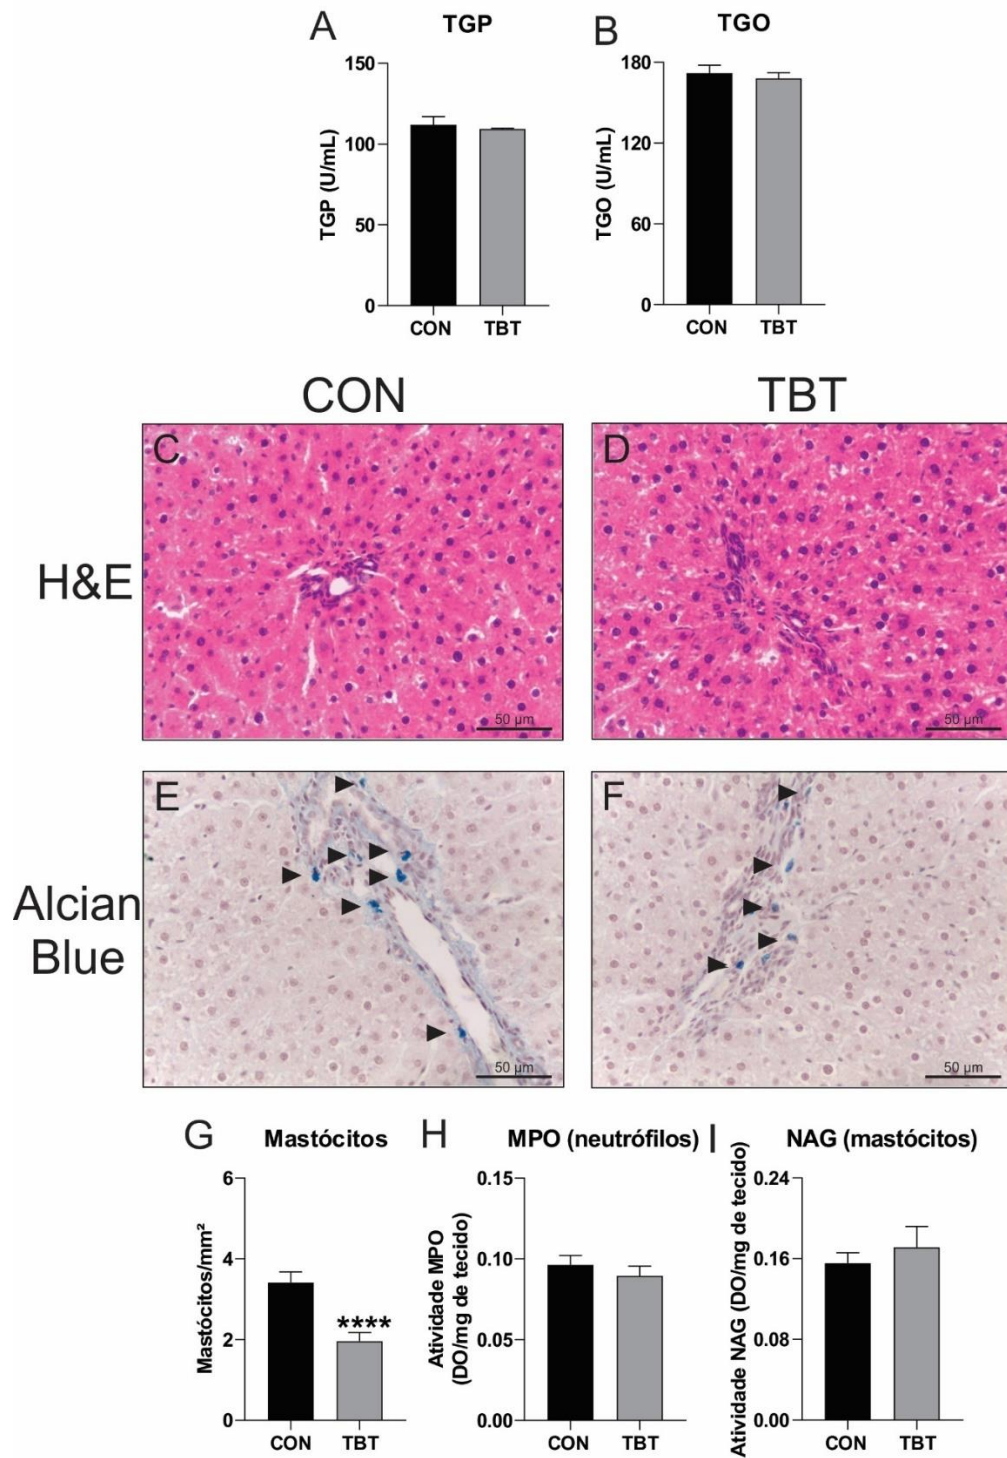 A TGP
150
100
50
0
TGP (U/mL)
CON TBT
B TGO
180
120
60
0
TGO (U/mL)
CON TBT
CON TBT
H&E
C
50 µm
D
50 µm
Alcian
Blue
E
50 µm
F
50 µm
G Mastócitos
6
4
2
0
Mastócitos/mm²
****
CON TBT
H MPO (neutrófilos)
0.15
0.10
0.05
0.00
Atividade MPO
(DO/mg de tecido)
CON TBT
I NAG (mastócitos)
0.24
0.16
0.08
0.00
Atividade NAG (DO/mg de tecido)
CON TBT